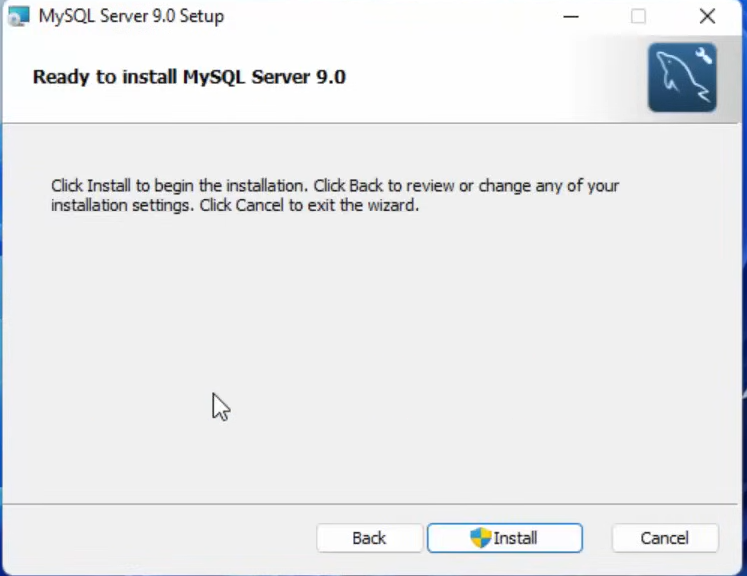 MySQL Server 9.0 Setup
Ready to install MySQL Server 9.0
Click Install to begin the installation. Click Back to review or change any of your
installation settings. Click Cancel to exit the wizard.
Back
Install
Cancel